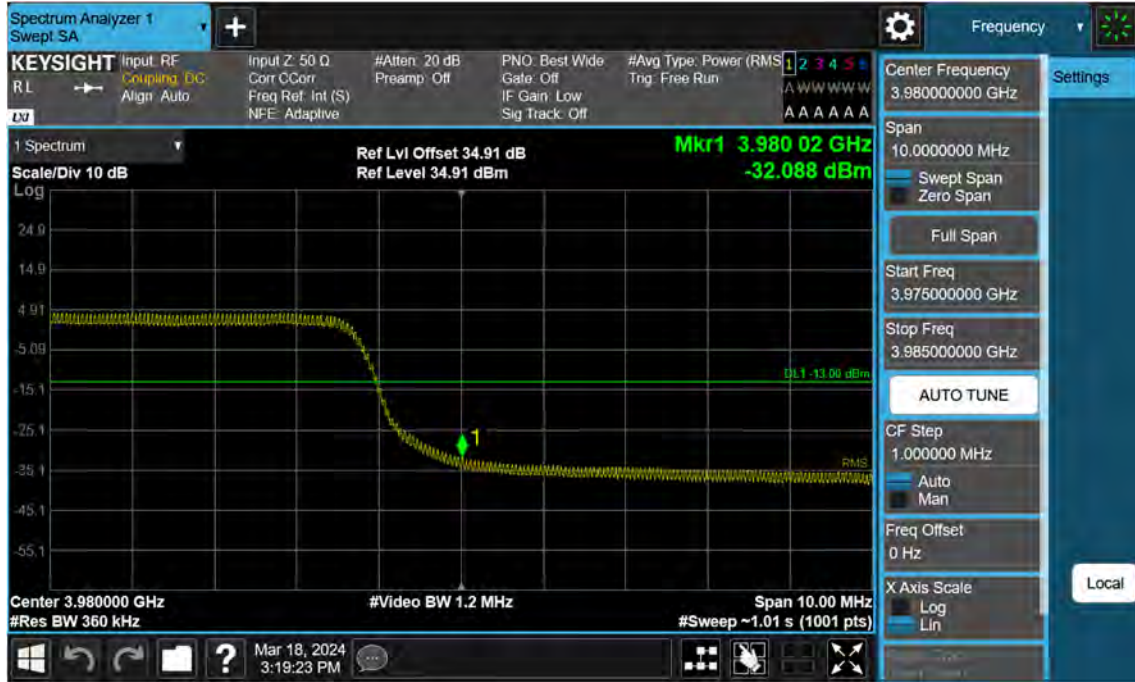 Spectrum Analyzer 1
Swept SA
+
Frequency
KEYSIGHT
RL
LXI
Input: RF
Coupling: DC
Align: Auto
Input Z: 50 Ω
Corr CCorr
Freq Ref: Int (S)
NFE: Adaptive
#Atten: 20 dB
Preamp: Off
PNO: Best Wide
Gate: Off
IF Gain: Low
Sig Track: Off
#Avg Type: Power (RMS
Trig: Free Run
1 2 3 4 5 6
A W W W W W
A A A A A A
1 Spectrum
Scale/Div 10 dB
Ref Lvl Offset 34.91 dB
Ref Level 34.91 dBm
Mkr1 3.980 02 GHz
-32.088 dBm
Log
24.9
14.9
4.91
-5.09
-15.1
-25.1
-35.1
-45.1
-55.1
DL1 -13.00 dBm
1
RMS
Center 3.980000 GHz
#Res BW 360 kHz
#Video BW 1.2 MHz
Span 10.00 MHz
#Sweep ~1.01 s (1001 pts)
?
Mar 18, 2024
3:19:23 PM
Center Frequency
3.980000000 GHz
Span
10.0000000 MHz
Swept Span
Zero Span
Full Span
Start Freq
3.975000000 GHz
Stop Freq
3.985000000 GHz
AUTO TUNE
CF Step
1.000000 MHz
Auto
Man
Freq Offset
0 Hz
X Axis Scale
Log
Lin
Settings
Local